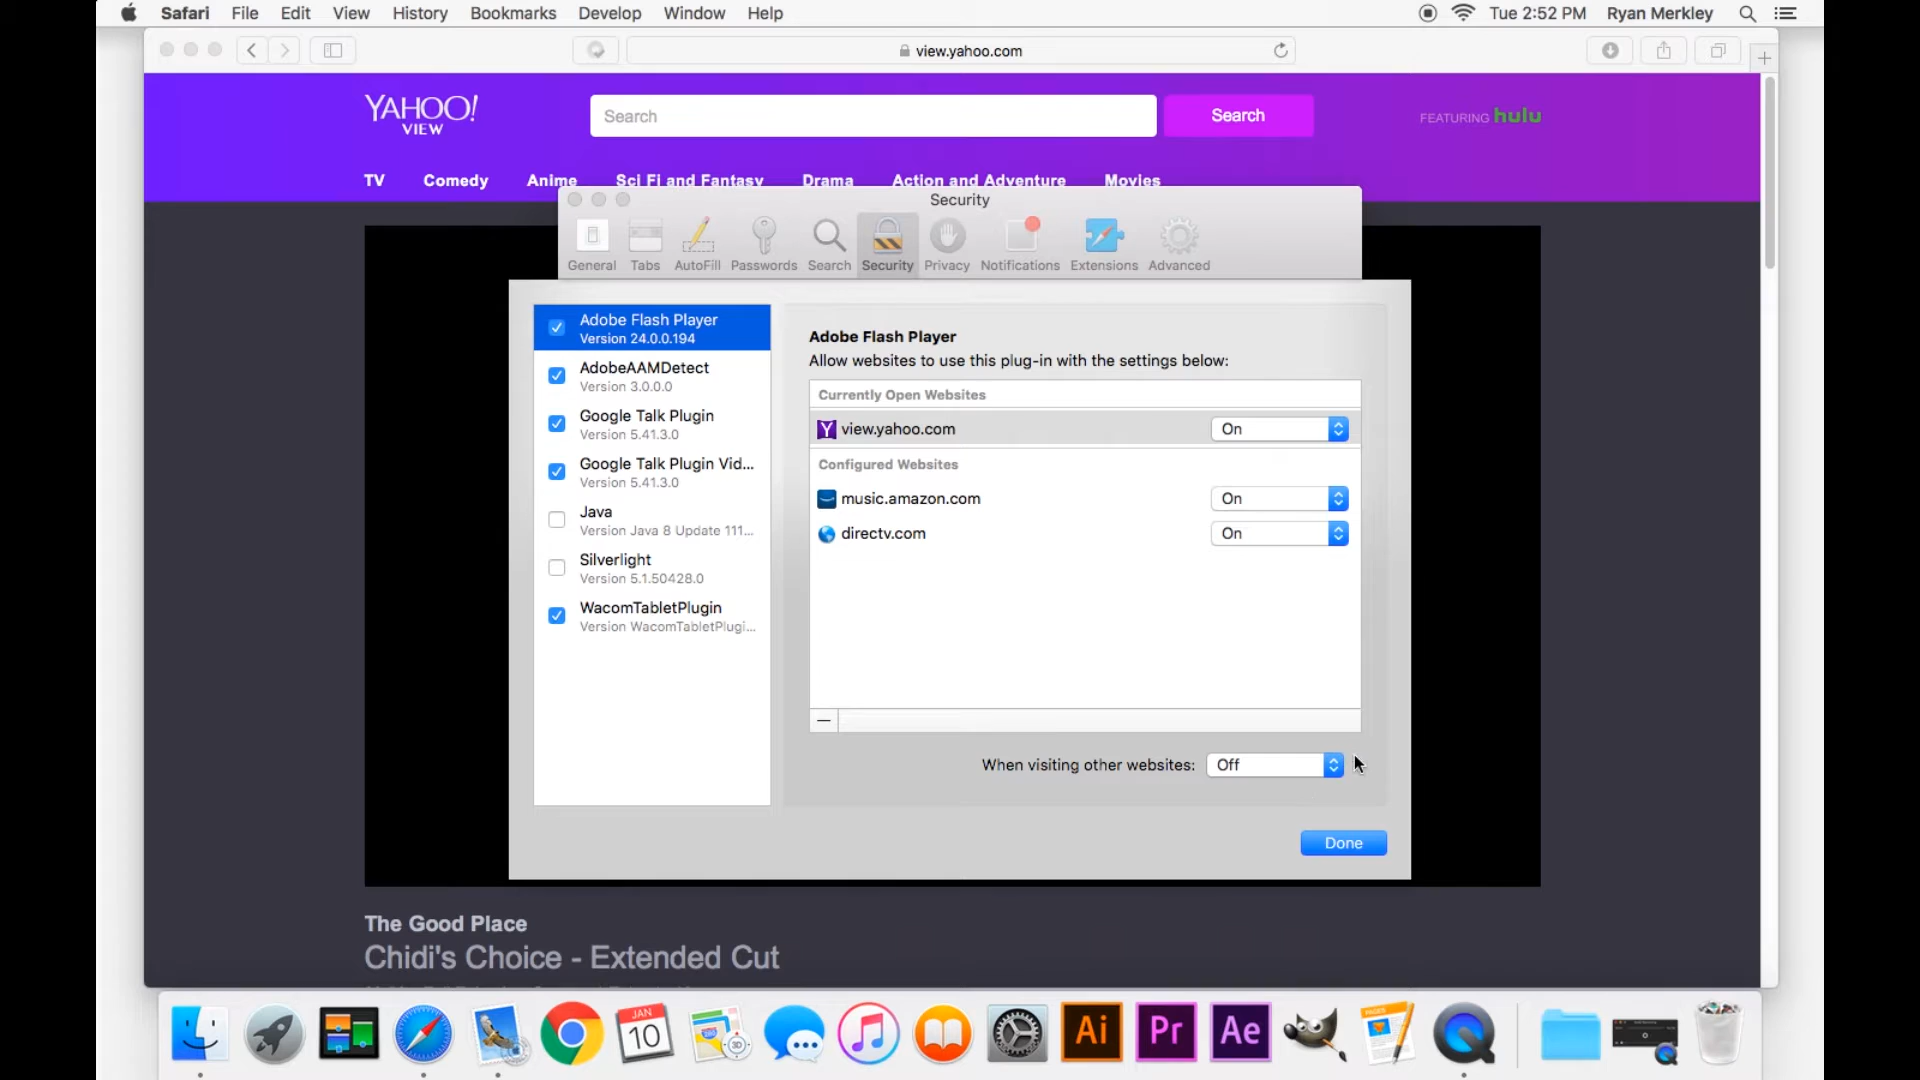 Safari File Edit View History Bookmarks Develop Window Help Tue 2:52 PM Ryan Merkley
view.yahoo.com
YAHOO!
VIEW
Search
Search
FEATURING hulu
TV Comedy Anime Sci Fi and Fantasy Drama Action and Adventure Movies
Security
General Tabs AutoFill Passwords Search Security Privacy Notifications Extensions Advanced
Adobe Flash Player
Version 24.0.0.194
AdobeAAMDetect
Version 3.0.0.0
Google Talk Plugin
Version 5.41.3.0
Google Talk Plugin Vid...
Version 5.41.3.0
Java
Version Java 8 Update 111...
Silverlight
Version 5.1.50428.0
WacomTabletPlugin
Version WacomTabletPlugi...
Adobe Flash Player
Allow websites to use this plug-in with the settings below:
Currently Open Websites
view.yahoo.com On
Configured Websites
music.amazon.com On
directv.com On
When visiting other websites: Off
Done
The Good Place
Chidi's Choice - Extended Cut
JAN
10
3D
Ai
Pr
Ae
PAGES